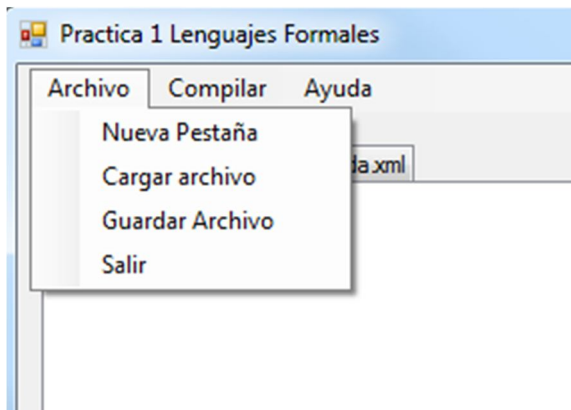 Practica 1 Lenguajes Formales
Archivo Compilar Ayuda
Nueva Pestaña
Cargar archivo
Guardar Archivo
Salir